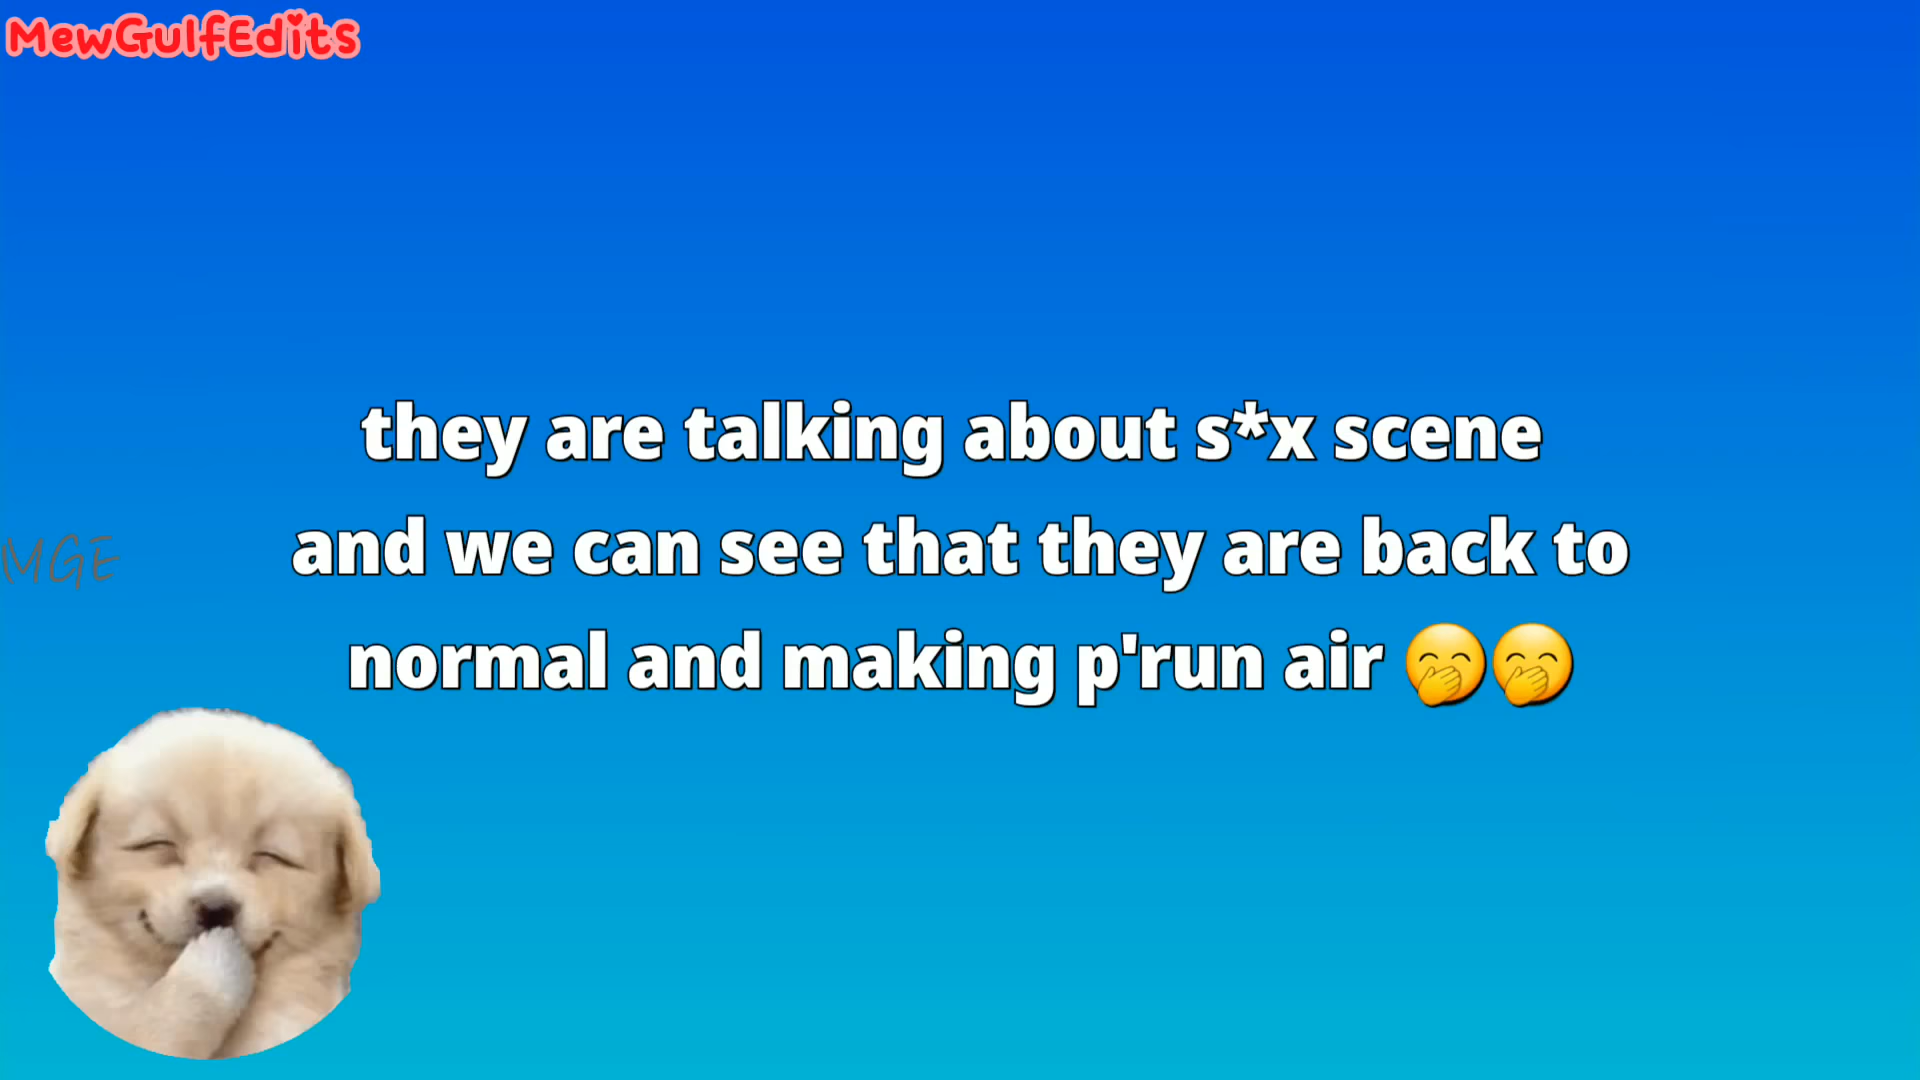 MewGulfEdits
they are talking about s*x scene
and we can see that they are back to
MGE
normal and making p'run air 🤭🤭